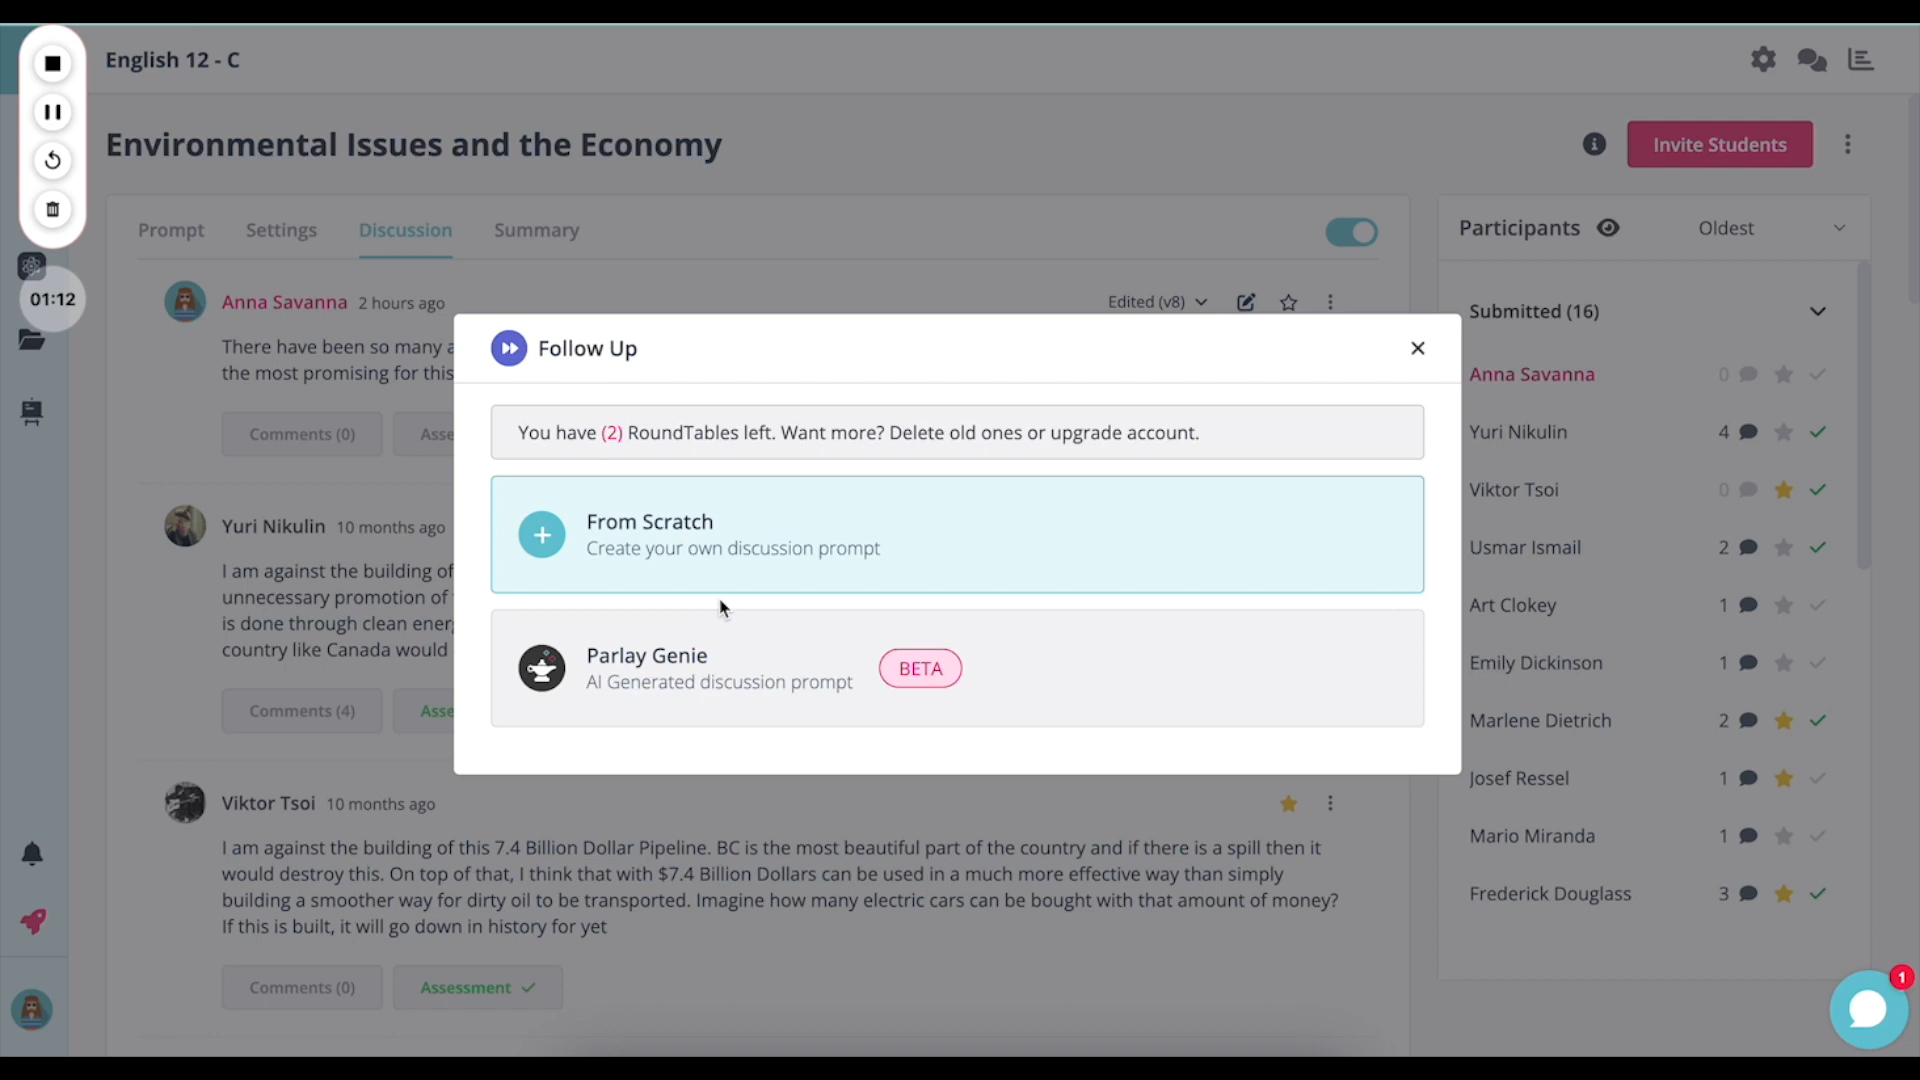 English 12 - C
Environmental Issues and the Economy
Invite Students
01:12
Prompt
Settings
Discussion
Summary
Anna Savanna 2 hours ago
Edited (v8)
There have been so many a
the most promising for this
Comments (0)
Asse
Yuri Nikulin 10 months ago
I am against the building of
unnecessary promotion of
is done through clean ener
country like Canada would
Comments (4)
Asse
Viktor Tsoi 10 months ago
I am against the building of this 7.4 Billion Dollar Pipeline. BC is the most beautiful part of the country and if there is a spill then it
would destroy this. On top of that, I think that with $7.4 Billion Dollars can be used in a much more effective way than simply
building a smoother way for dirty oil to be transported. Imagine how many electric cars can be bought with that amount of money?
If this is built, it will go down in history for yet
Comments (0)
Assessment
Follow Up
You have (2) RoundTables left. Want more? Delete old ones or upgrade account.
From Scratch
Create your own discussion prompt
Parlay Genie
AI Generated discussion prompt
BETA
Participants
Oldest
Submitted (16)
Anna Savanna 0
Yuri Nikulin 4
Viktor Tsoi 0
Usmar Ismail 2
Art Clokey 1
Emily Dickinson 1
Marlene Dietrich 2
Josef Ressel 1
Mario Miranda 1
Frederick Douglass 3
1